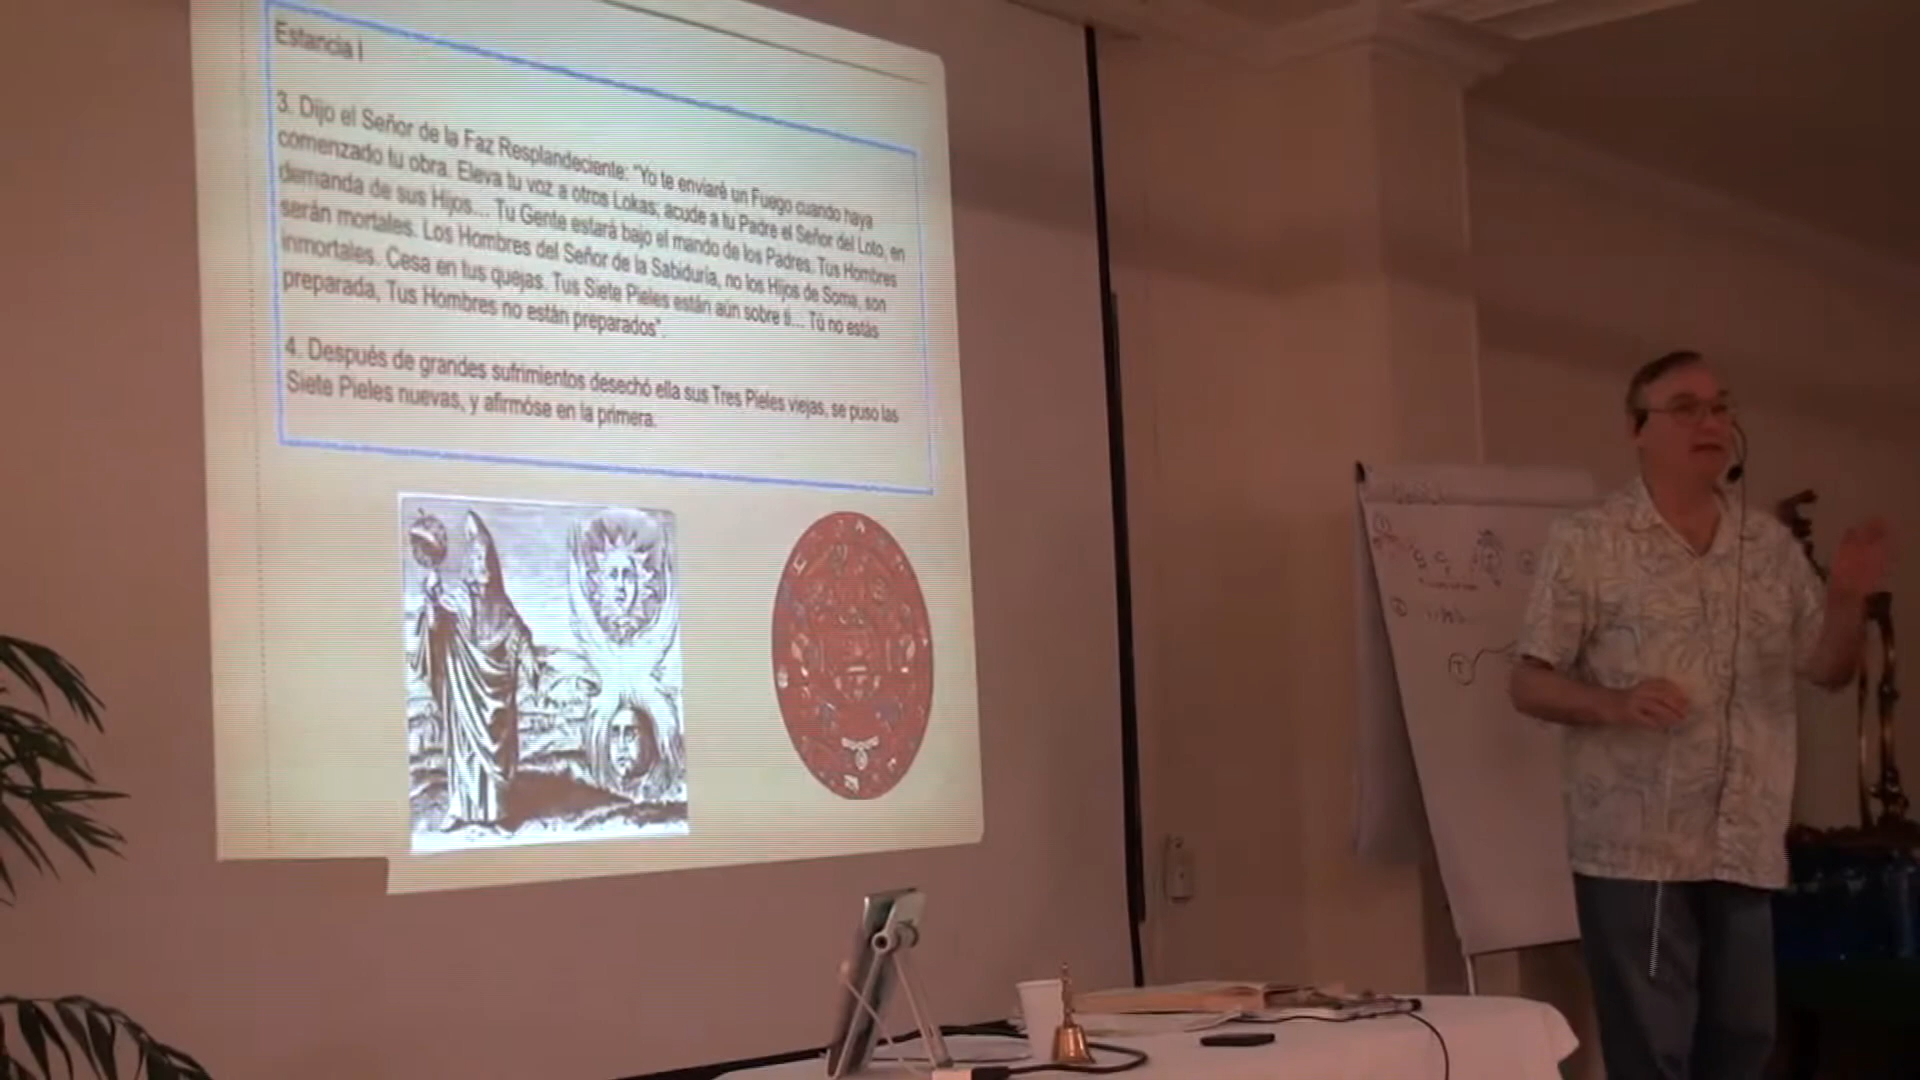 Estancia I
3. Dijo el Señor de la Faz Resplandeciente: "Yo te enviaré un Fuego cuando haya
comenzado tu obra. Eleva tu voz a otros Lokas; acude a tu Padre el Señor del Loto, en
demanda de sus Hijos... Tu Gente estará bajo el mando de los Padres. Tus Hombres
serán mortales. Los Hombres del Señor de la Sabiduría, no los Hijos de Soma, son
inmortales. Cesa en tus quejas. Tus Siete Pieles están aún sobre ti... Tú no estás
preparada, Tus Hombres no están preparados".
4. Después de grandes sufrimientos desechó ella sus Tres Pieles viejas, se puso las
Siete Pieles nuevas, y afirmóse en la primera.